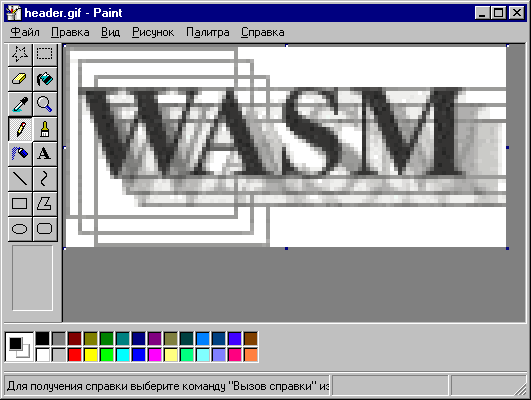 header.gif - Paint
Файл Правка Вид Рисунок Палитра Справка
WASM
A
Для получения справки выберите команду "Вызов справки" из